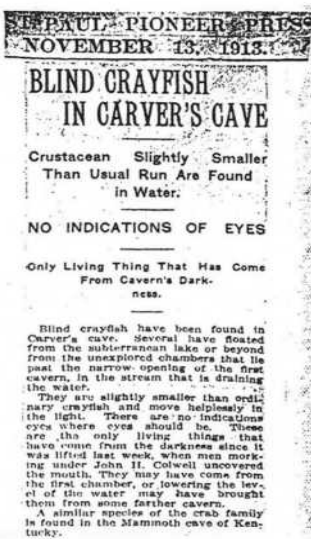 ST. PAUL PIONEER PRESS
NOVEMBER 13, 1913.
BLIND CRAYFISH
IN CARVER'S CAVE
Crustacean Slightly Smaller
Than Usual Run Are Found
in Water.
NO INDICATIONS OF EYES
Only Living Thing That Has Come
From Cavern's Dark-
ness.
Blind crayfish have been found in
Carver's cave. Several have floated
from the subterranean lake or beyond
from the unexplored chambers that lie
past the narrow opening of the first
cavern, in the stream that is draining
the water.
They are slightly smaller than ordi-
nary crayfish and move helplessly in
the light. There are no indications
eyes where eyes should be. These
are the only living things that
have come from the darkness since it
was lifted last week, when men work-
ing under John H. Colwell uncovered
the mouth. They may have come from
the first chamber, or lowering the lev-
el of the water may have brought
them from some farther cavern.
A similar species of the crab family
is found in the Mammoth cave of Ken-
tucky.